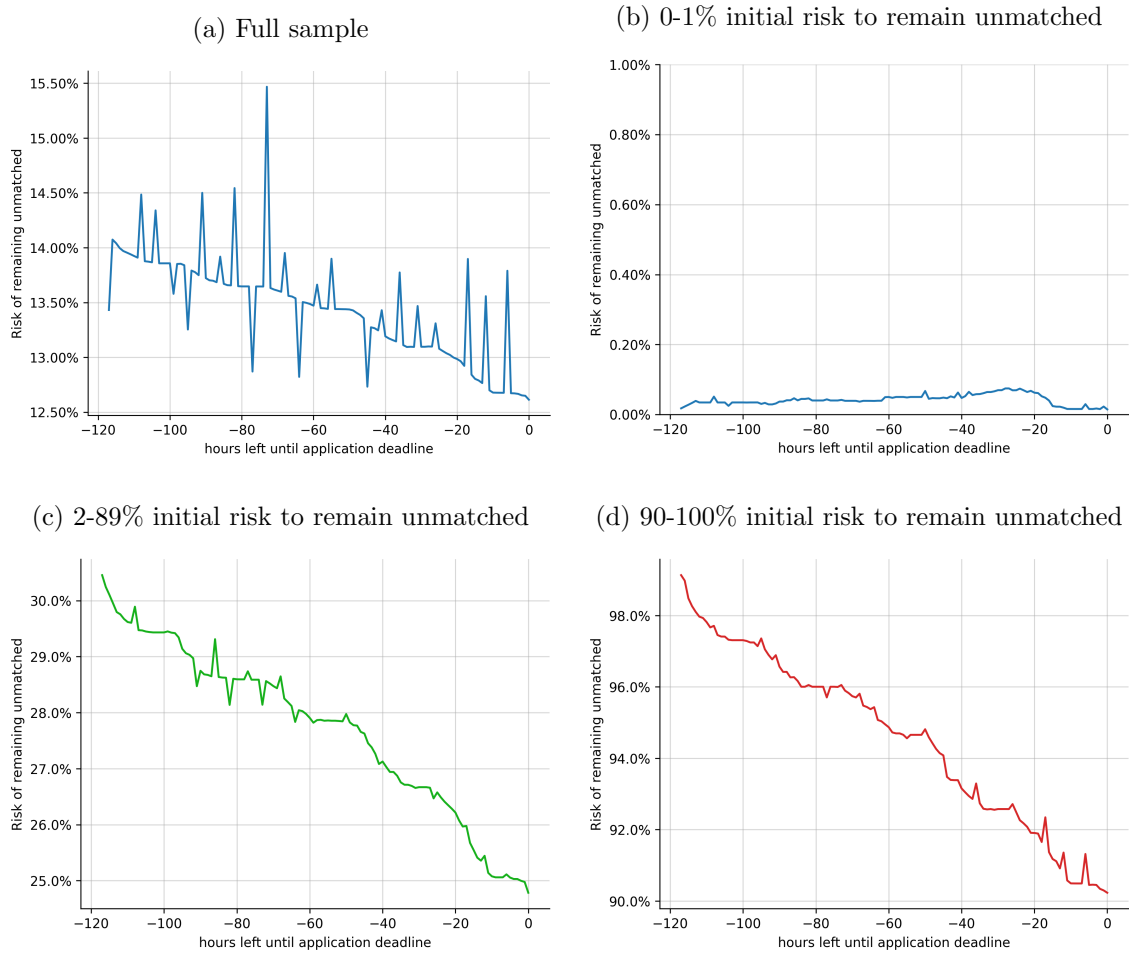 (a) Full sample
15.50%
15.00%
14.50%
14.00%
13.50%
13.00%
12.50%
Risk of remaining unmatched
−120 −100 −80 −60 −40 −20 0
hours left until application deadline
(b) 0-1% initial risk to remain unmatched
1.00%
0.80%
0.60%
0.40%
0.20%
0.00%
Risk of remaining unmatched
−120 −100 −80 −60 −40 −20 0
hours left until application deadline
(c) 2-89% initial risk to remain unmatched
30.0%
29.0%
28.0%
27.0%
26.0%
25.0%
Risk of remaining unmatched
−120 −100 −80 −60 −40 −20 0
hours left until application deadline
(d) 90-100% initial risk to remain unmatched
98.0%
96.0%
94.0%
92.0%
90.0%
Risk of remaining unmatched
−120 −100 −80 −60 −40 −20 0
hours left until application deadline